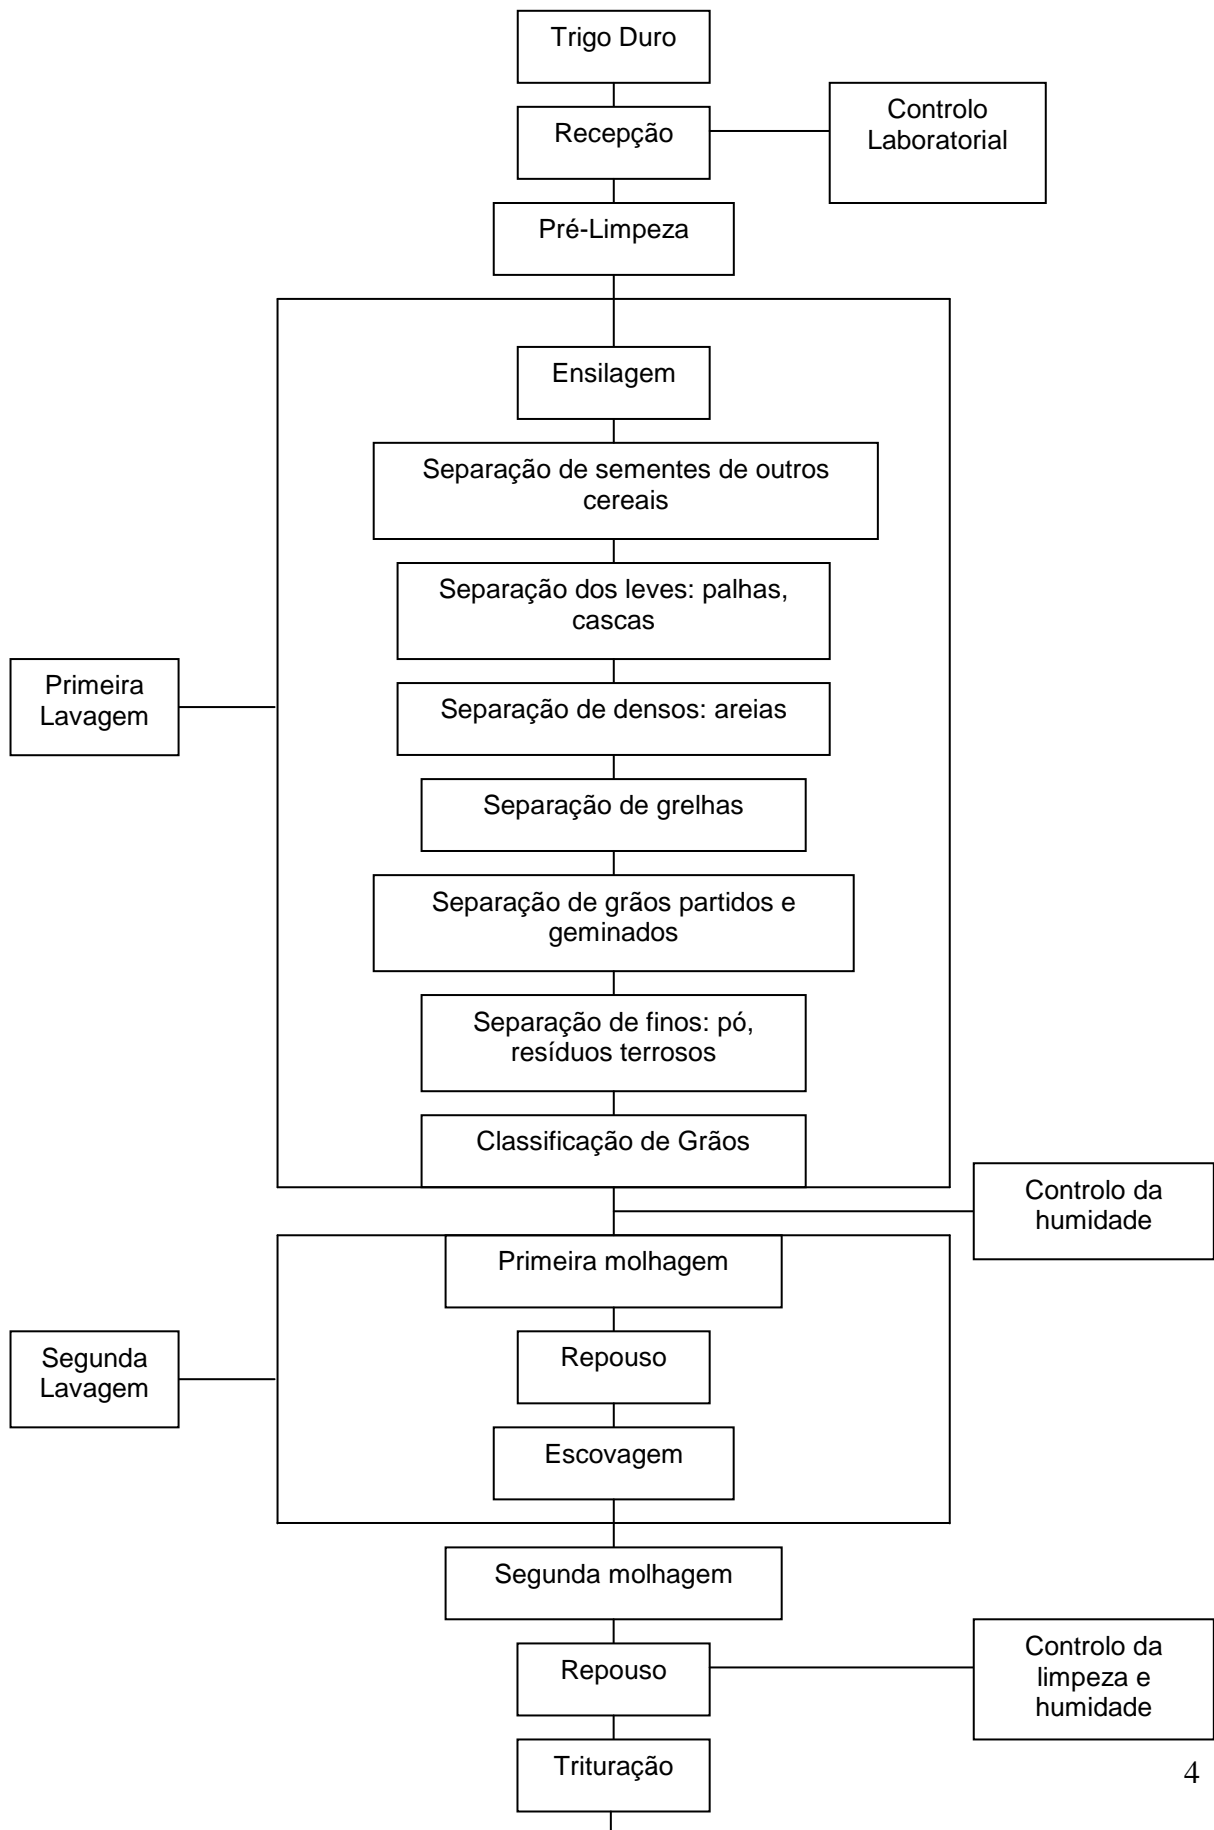 Trigo Duro
Recepção
Controlo
Laboratorial
Pré-Limpeza
Ensilagem
Separação de sementes de outros
cereais
Separação dos leves: palhas,
cascas
Primeira
Lavagem
Separação de densos: areias
Separação de grelhas
Separação de grãos partidos e
geminados
Separação de finos: pó,
resíduos terrosos
Classificação de Grãos
Controlo da
humidade
Primeira molhagem
Segunda
Lavagem
Repouso
Escovagem
Segunda molhagem
Repouso
Controlo da
limpeza e
humidade
Trituração
4